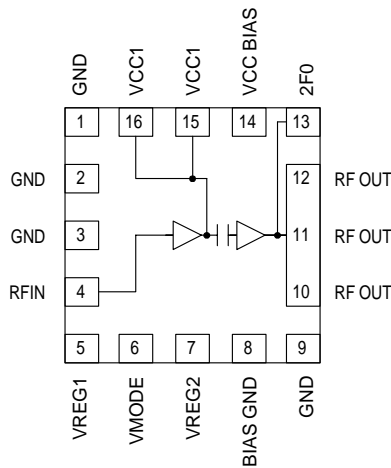 GND
VCC1
VCC1
VCC BIAS
2F0
1
16
15
14
13
GND
2
12
RF OUT
GND
3
11
RF OUT
RFIN
4
10
RF OUT
5
6
7
8
9
VREG1
VMODE
VREG2
BIAS GND
GND